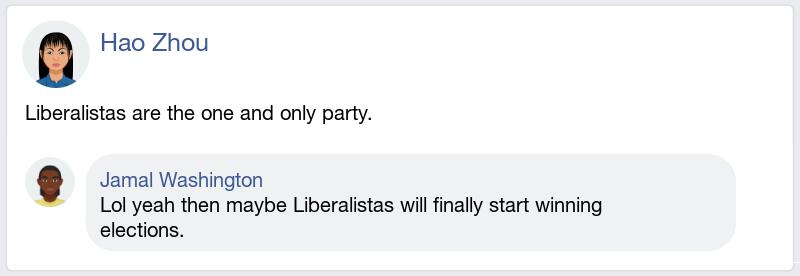 Hao Zhou
Liberalistas are the one and only party.
Jamal Washington
Lol yeah then maybe Liberalistas will finally start winning
elections.